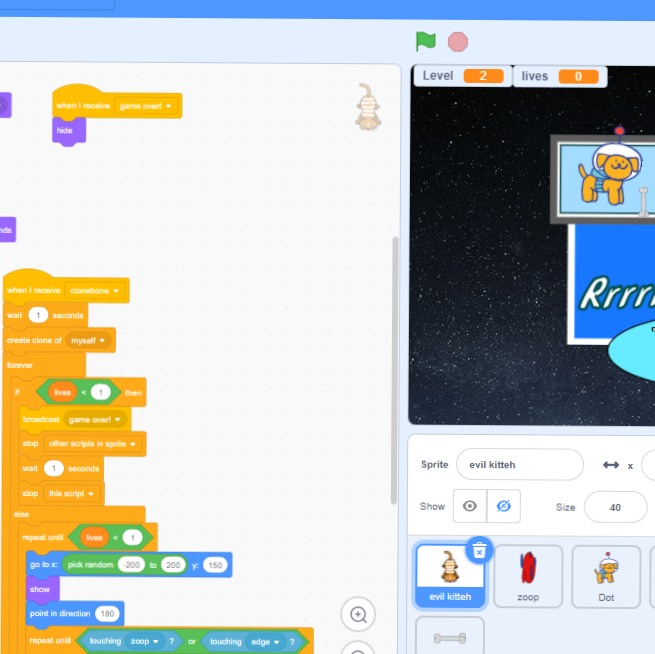 Level 2 lives 0
when I receive game over!
hide
nds
when I receive clonebone
wait 1 seconds
create clone of myself
forever
if lives < 1 then
broadcast game over!
stop other scripts in sprite
wait 1 seconds
stop this script
else
repeat until lives < 1
go to x: pick random -200 to 200 y: 150
show
point in direction 180
repeat until touching zoop ? or touching edge ?
Rrrr
Sprite evil kitteh x
Show Size 40
evil kitteh zoop Dot